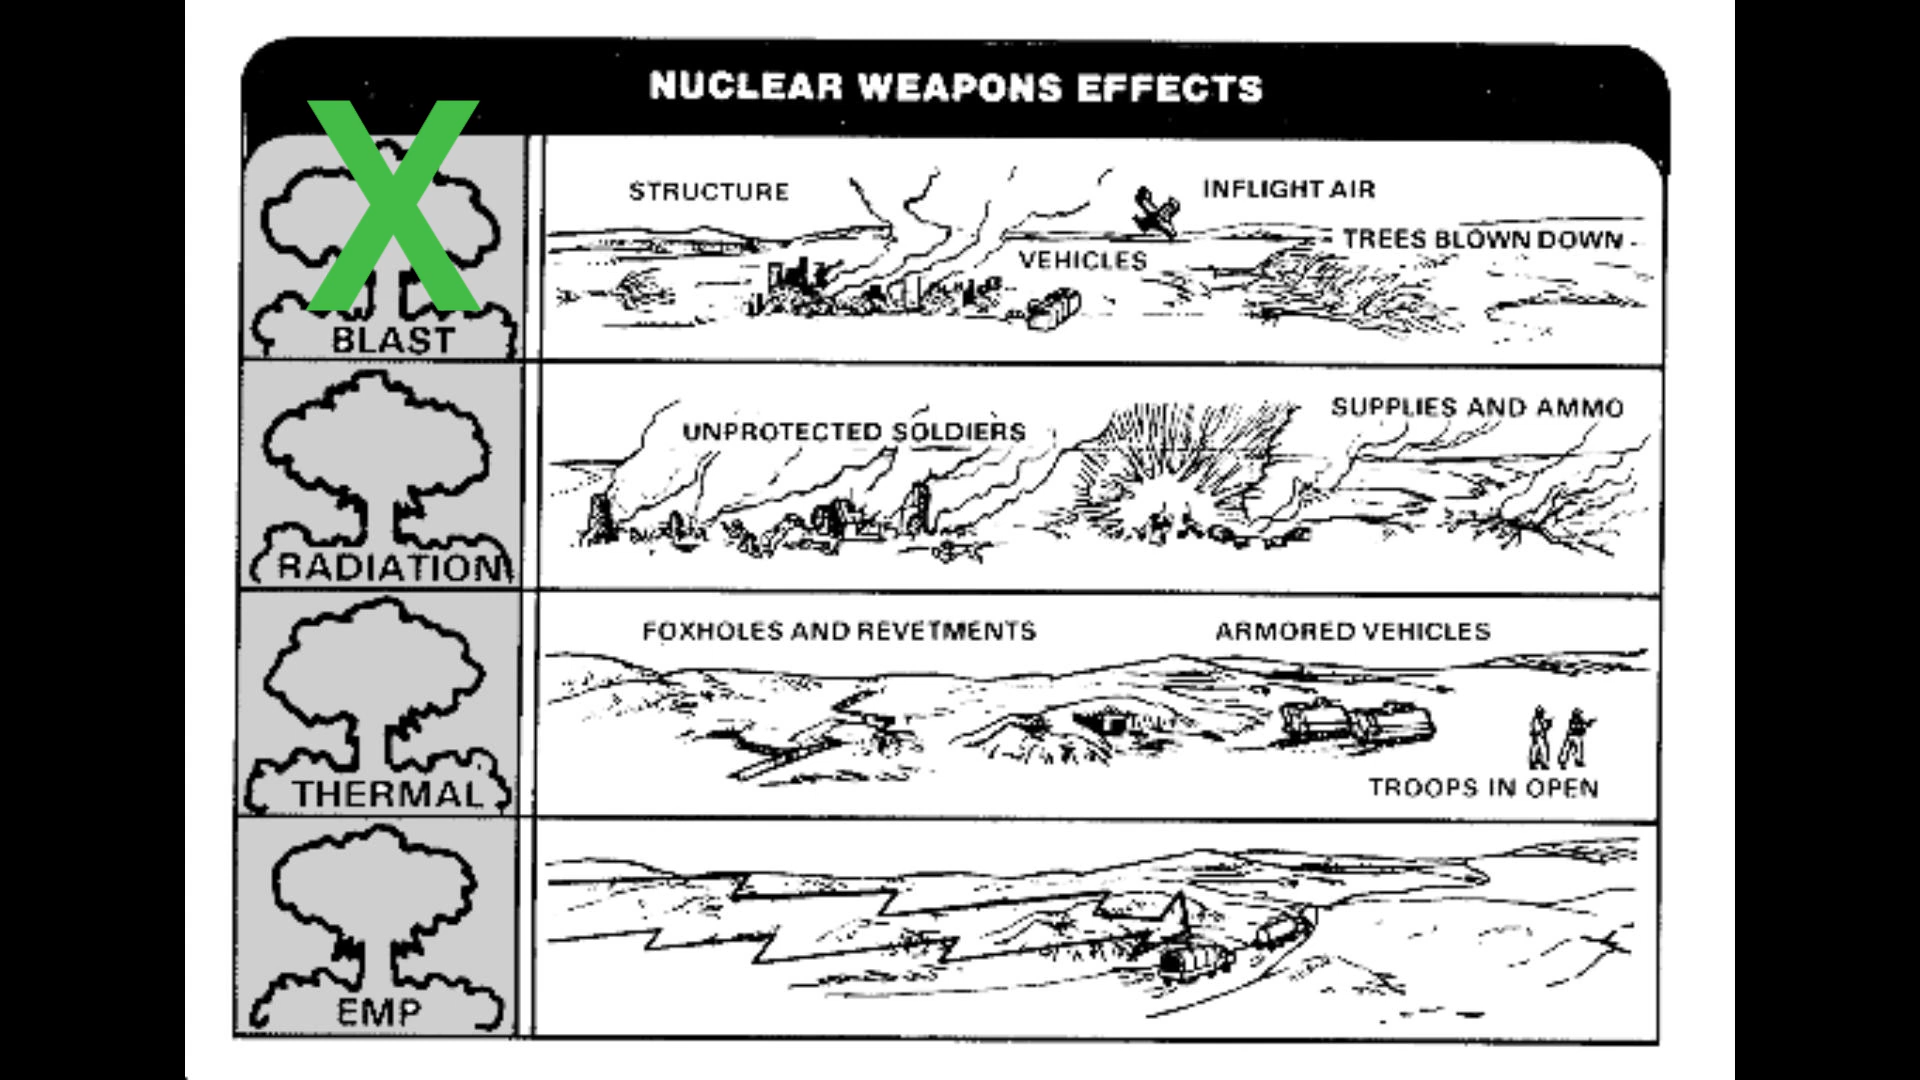 NUCLEAR WEAPONS EFFECTS
X
BLAST
STRUCTURE
INFLIGHT AIR
TREES BLOWN DOWN
VEHICLES
RADIATION
UNPROTECTED SOLDIERS
SUPPLIES AND AMMO
THERMAL
FOXHOLES AND REVETMENTS
ARMORED VEHICLES
TROOPS IN OPEN
EMP